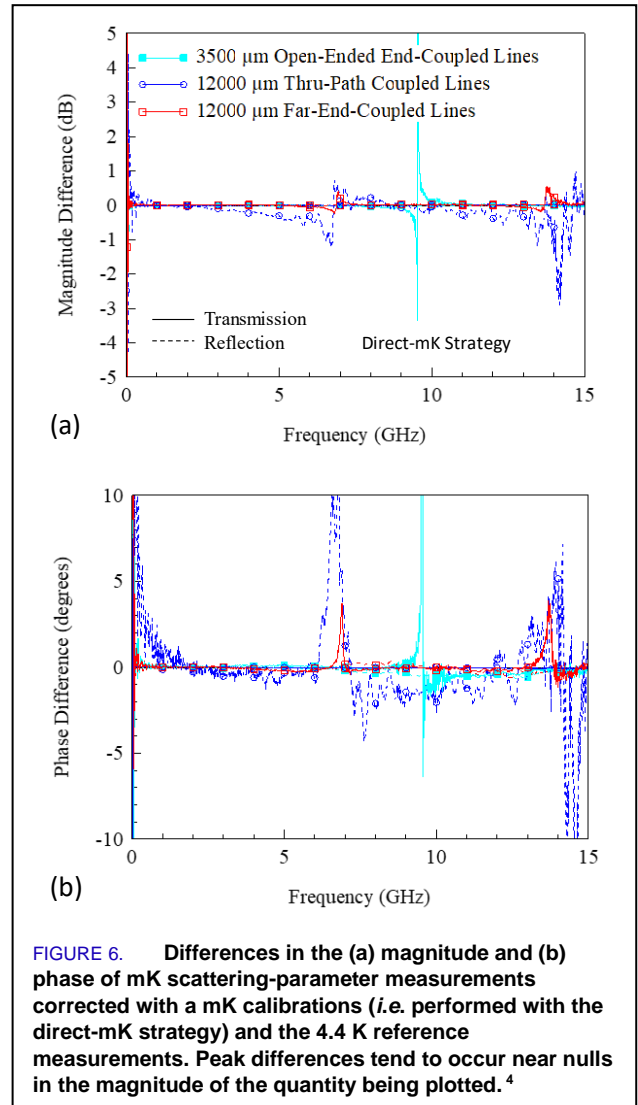 5
4
3
2
1
0
-1
-2
-3
-4
-5
Magnitude Difference (dB)
3500 µm Open-Ended End-Coupled Lines
12000 µm Thru-Path Coupled Lines
12000 µm Far-End-Coupled Lines
Transmission
Reflection
Direct-mK Strategy
0 5 10 15
Frequency (GHz)
(a)
10
5
0
-5
-10
Phase Difference (degrees)
0 5 10 15
Frequency (GHz)
(b)
FIGURE 6. Differences in the (a) magnitude and (b)
phase of mK scattering-parameter measurements
corrected with a mK calibrations (i.e. performed with the
direct-mK strategy) and the 4.4 K reference
measurements. Peak differences tend to occur near nulls
in the magnitude of the quantity being plotted. 4